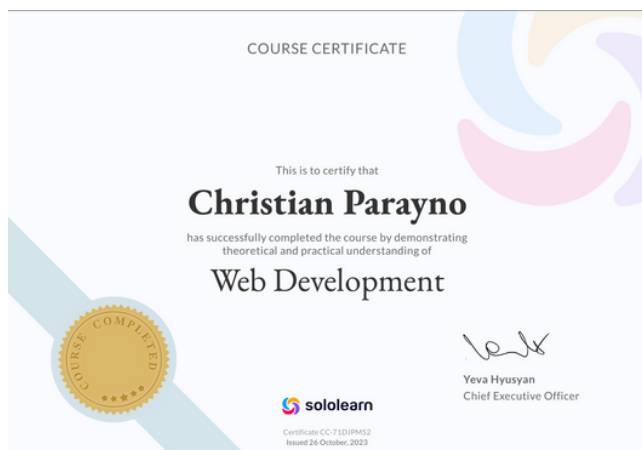 COURSE CERTIFICATE
This is to certify that
Christian Parayno
has successfully completed the course by demonstrating
theoretical and practical understanding of
Web Development
COURSE COMPLETED
Yeva Hyusyan
Chief Executive Officer
sololearn
Certificate CC-71DJPM52
Issued 26 October, 2023